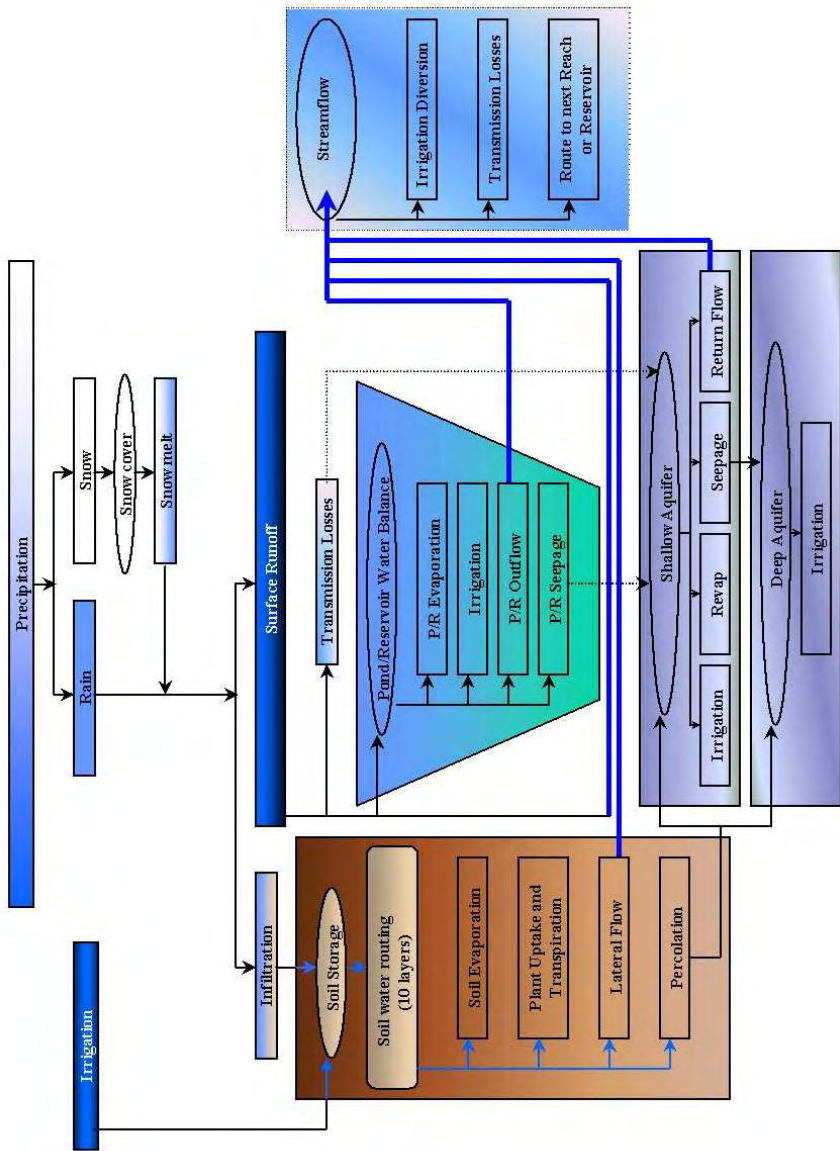 Precipitation
Irrigation
Rain
Snow
Snow cover
Snow melt
Infiltration
Surface Runoff
Soil Storage
Soil water routing
(10 layers)
Soil Evaporation
Plant Uptake and
Transpiration
Lateral Flow
Percolation
Transmission Losses
Pond/Reservoir Water Balance
P/R Evaporation
Irrigation
P/R Outflow
P/R Seepage
Streamflow
Irrigation Diversion
Transmission Losses
Route to next Reach
or Reservoir
Shallow Aquifer
Irrigation
Revap
Seepage
Return Flow
Deep Aquifer
Irrigation